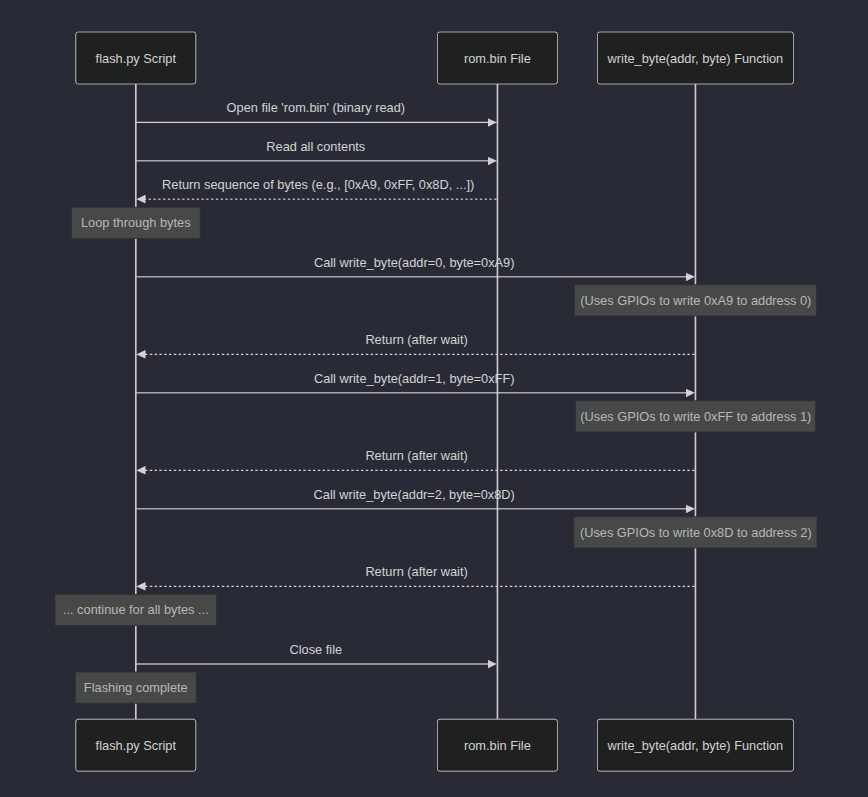 flash.py Script
rom.bin File
write_byte(addr, byte) Function
Open file 'rom.bin' (binary read)
Read all contents
Return sequence of bytes (e.g., [0xA9, 0xFF, 0x8D, ...])
Loop through bytes
Call write_byte(addr=0, byte=0xA9)
(Uses GPIOs to write 0xA9 to address 0)
Return (after wait)
Call write_byte(addr=1, byte=0xFF)
(Uses GPIOs to write 0xFF to address 1)
Return (after wait)
Call write_byte(addr=2, byte=0x8D)
(Uses GPIOs to write 0x8D to address 2)
Return (after wait)
... continue for all bytes ...
Close file
Flashing complete
flash.py Script
rom.bin File
write_byte(addr, byte) Function